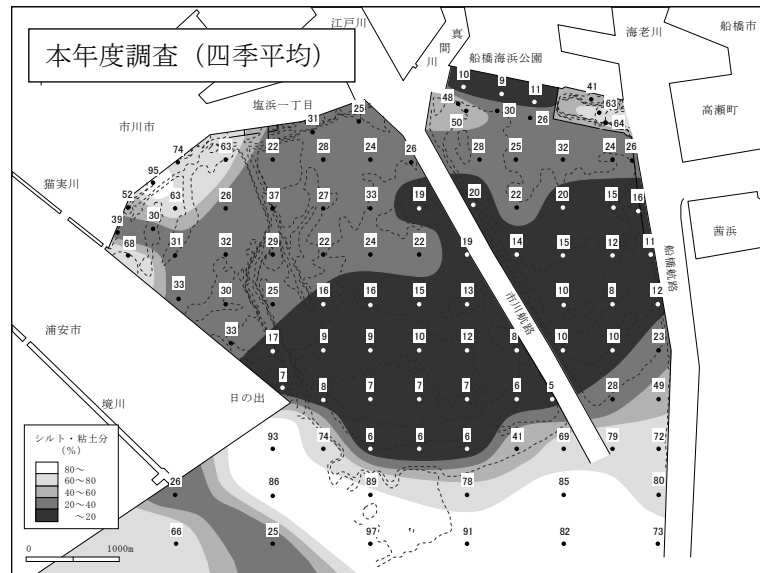 本年度調査（四季平均）
江戸川
真間川
船橋海浜公園
海老川
船橋市
高瀬町
茜浜
船橋航路
市川航路
塩浜一丁目
市川市
猫実川
浦安市
境川
日の出
10 9 11 41
48 30 26 63 64
50
25
31
74 63 22 28 24 26 28 25 32 24 26
95
52 63 26 37 27 33 19 20 22 20 15 16
39 30
68 31 32 29 22 24 22 19 14 15 12 11
33 30 25 16 16 15 13 10 8 12
33 17 9 9 10 12 8 10 10 23
7 8 7 7 7 6 5 28 49
93 74 6 6 6 41 69 79 72
26 86 89 78 85 80
66 25 97 91 82 73
シルト・粘土分
（%）
80～
60～80
40～60
20～40
～20
0 1000m